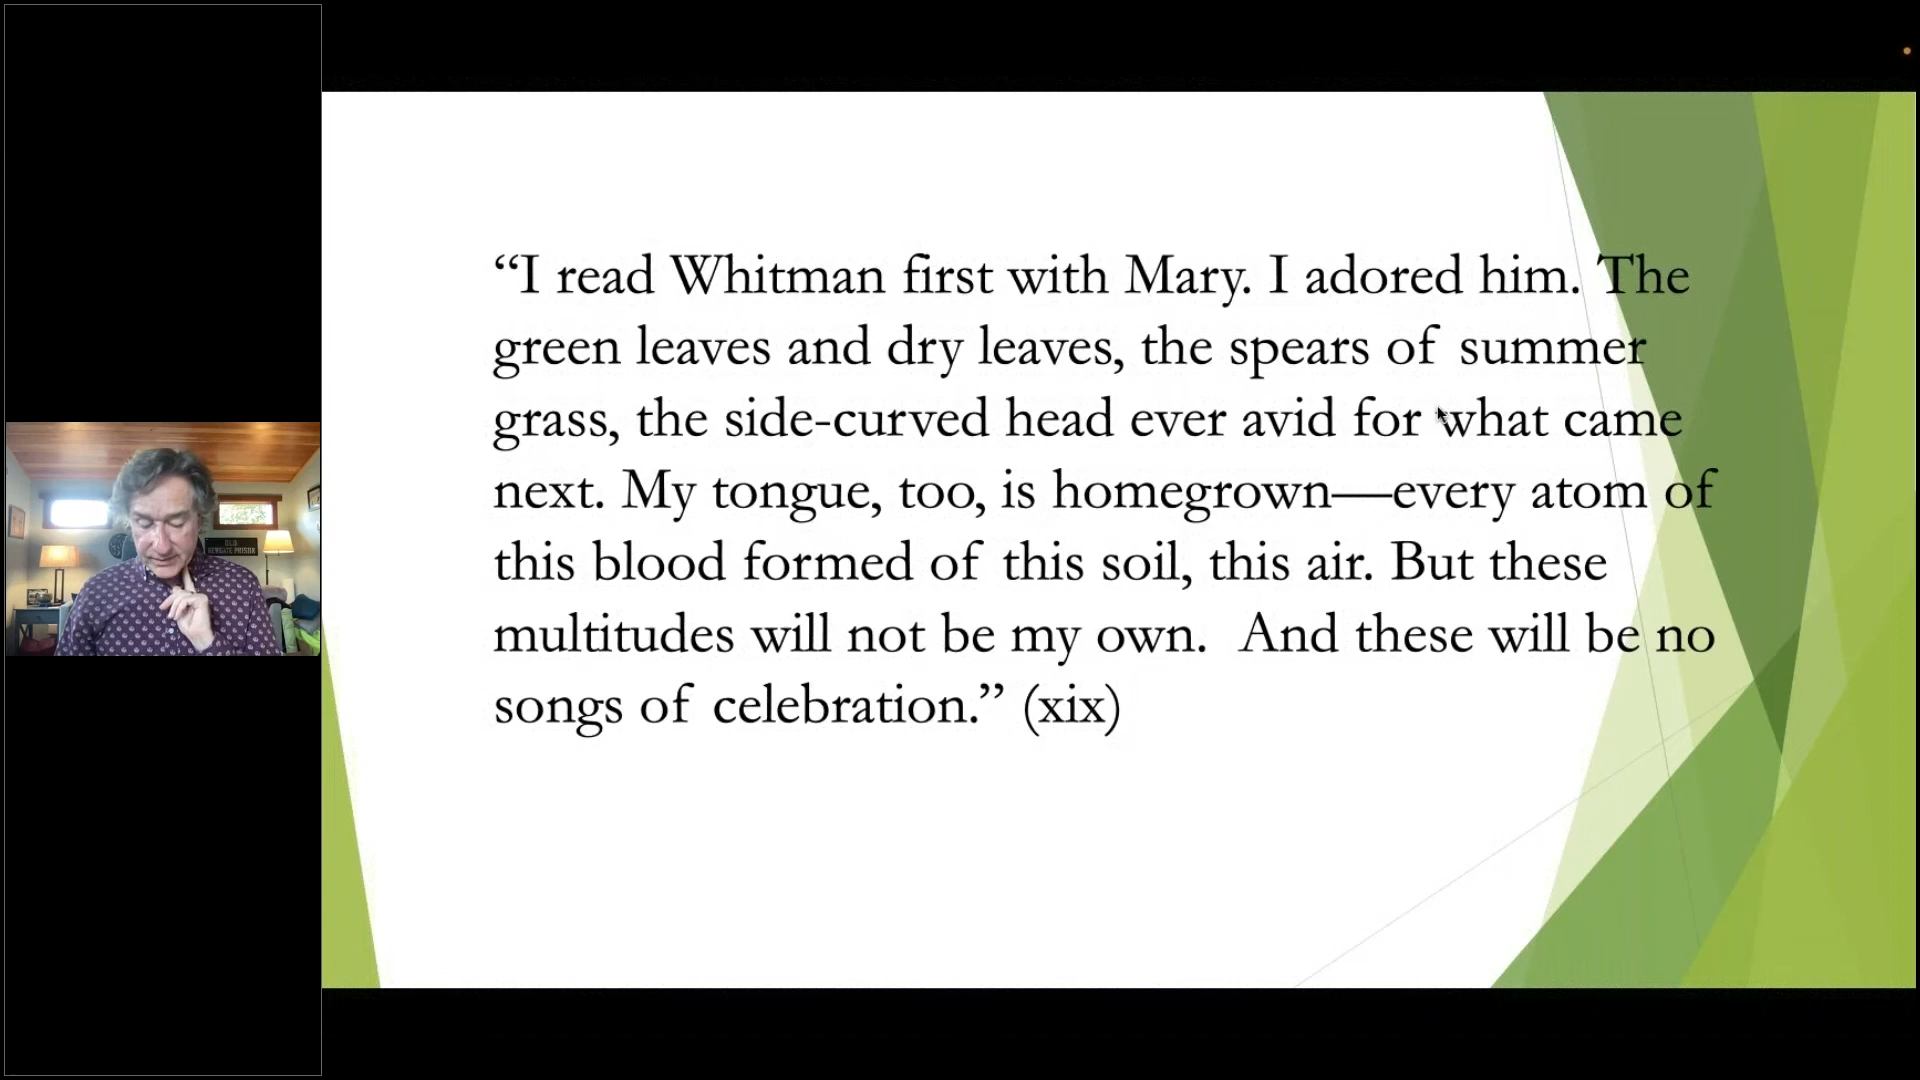 “I read Whitman first with Mary. I adored him. The
green leaves and dry leaves, the spears of summer
grass, the side-curved head ever avid for what came
next. My tongue, too, is homegrown—every atom of
this blood formed of this soil, this air. But these
multitudes will not be my own. And these will be no
songs of celebration.” (xix)
OLD
NEWGATE PRISON